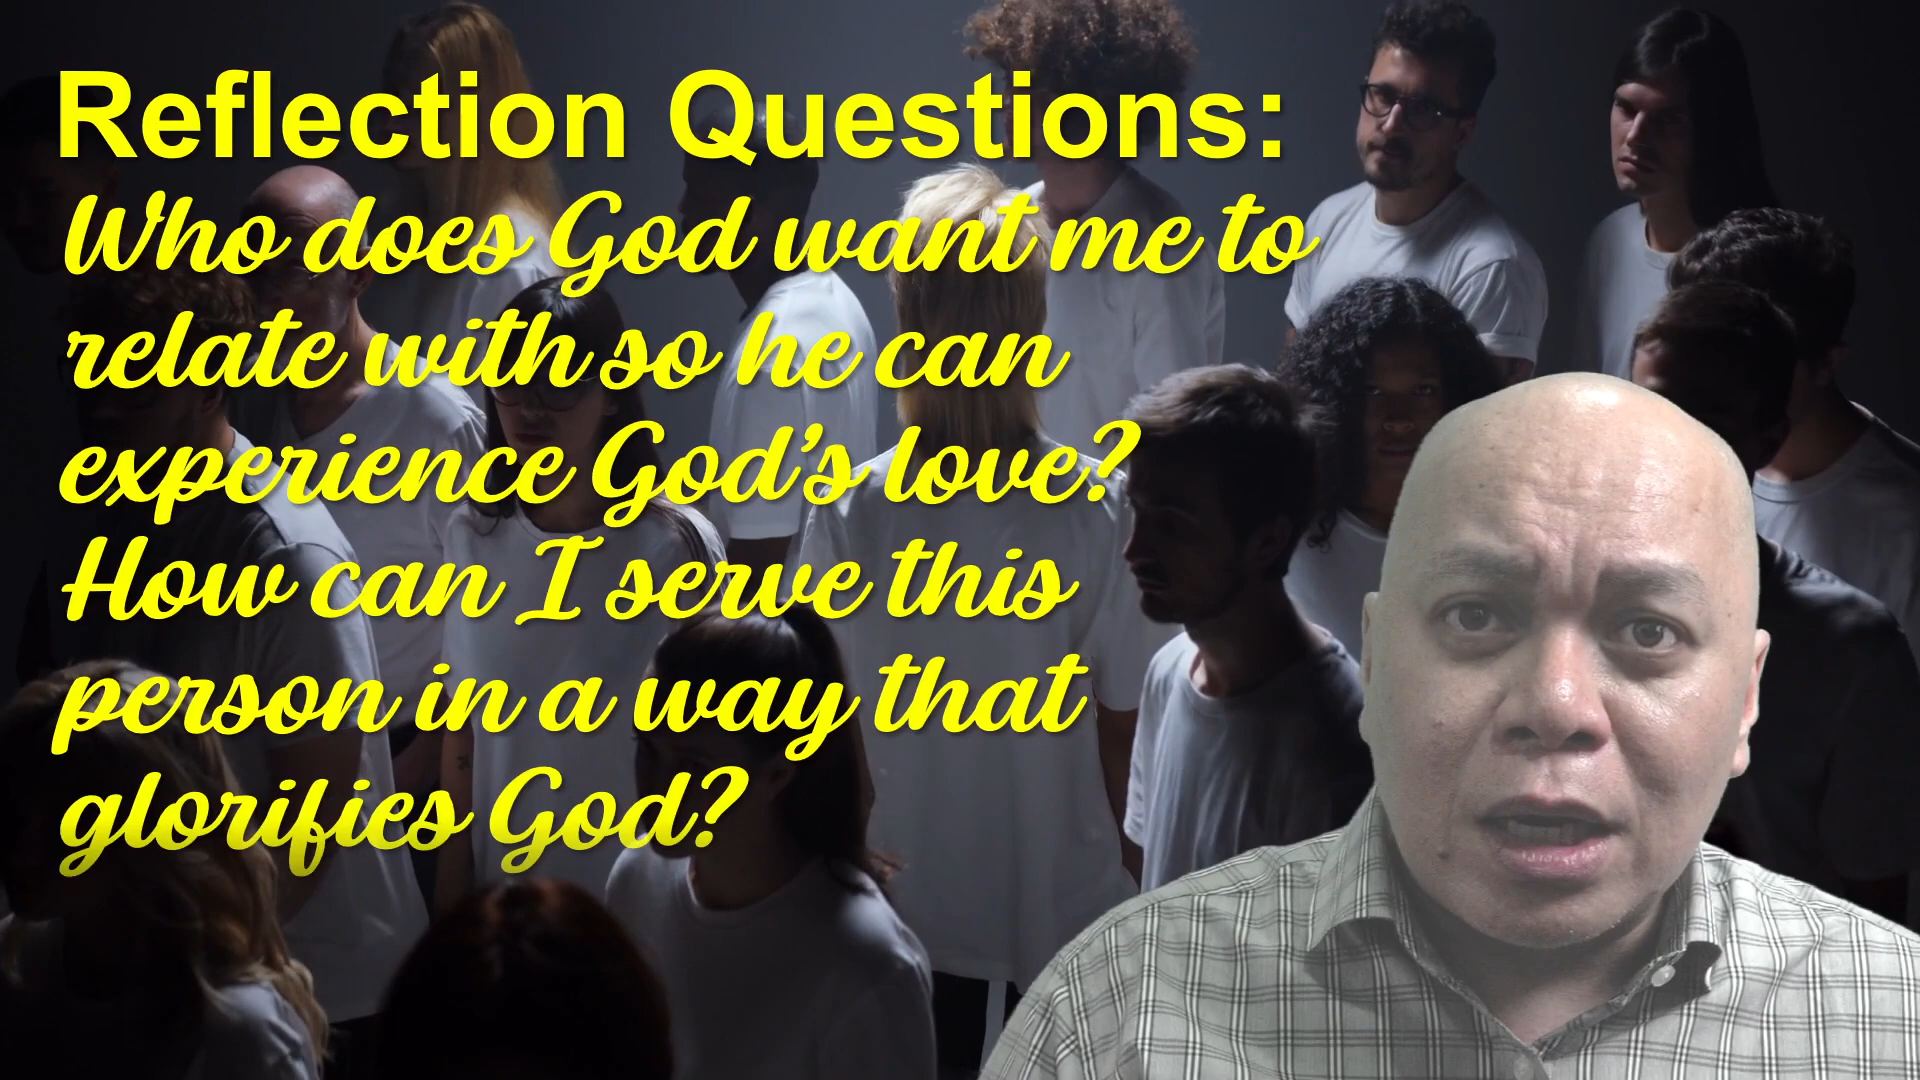 Reflection Questions:
Who does God want me to
relate with so he can
experience God's love?
How can I serve this
person in a way that
glorifies God?